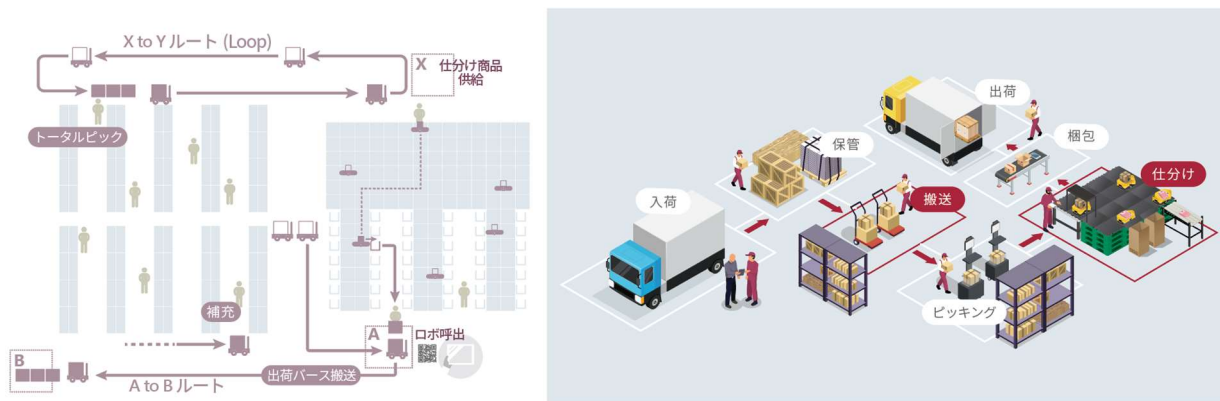 X to Y ルート (Loop)
X
仕分け商品
供給
トータルピック
補充
A
ロボ呼出
B
A to B ルート
出荷バース搬送
出荷
保管
梱包
入荷
搬送
仕分け
ピッキング